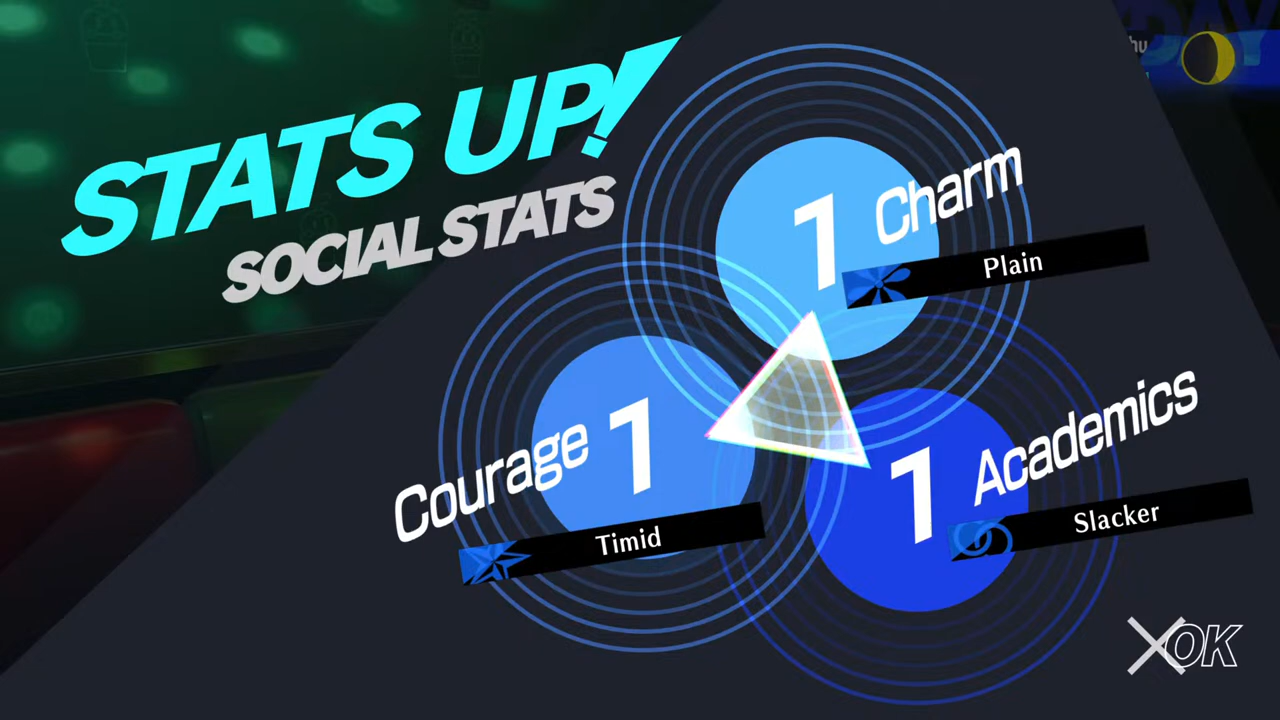 STATS UP!
SOCIAL STATS
1 Charm
Plain
Courage 1
Timid
1 Academics
Slacker
OK